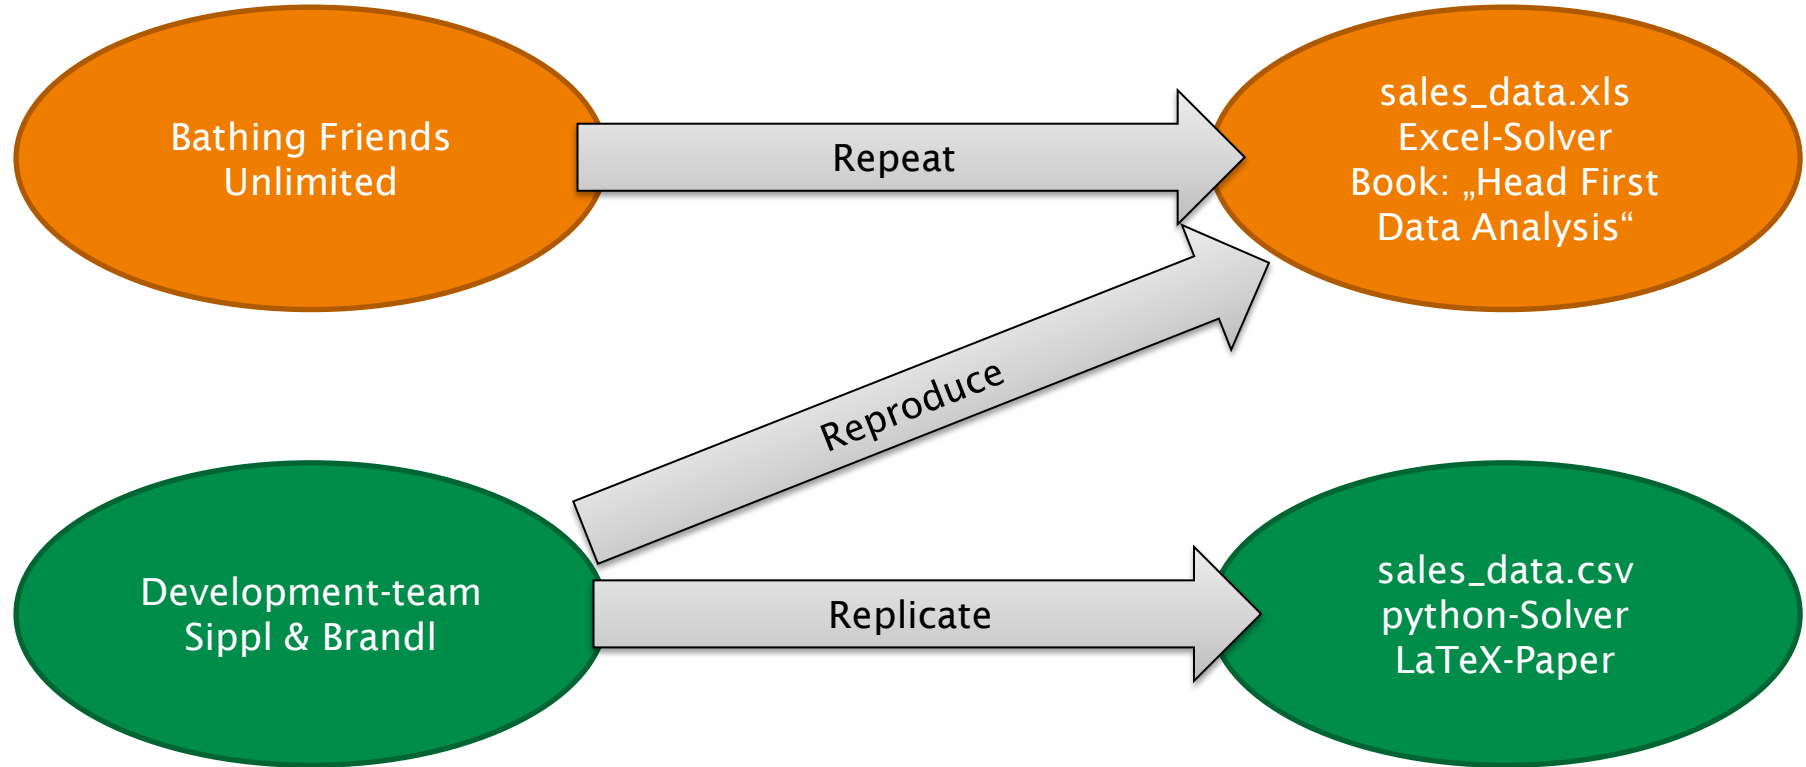 Bathing Friends
Unlimited
Repeat
sales_data.xls
Excel-Solver
Book: „Head First
Data Analysis“
Reproduce
Development-team
Sippl & Brandl
Replicate
sales_data.csv
python-Solver
LaTeX-Paper